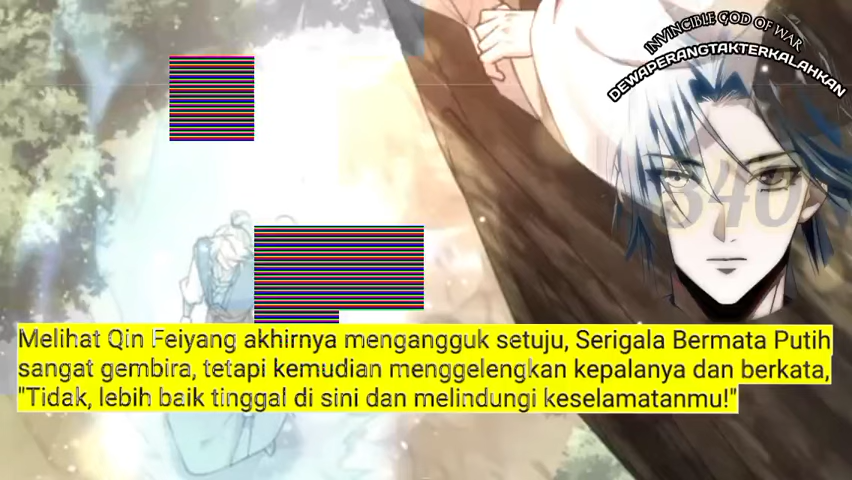 INVINCIBLE GOD OF WAR
DEWAPERANGTAKTERKALAHKAN
340
Melihat Qin Feiyang akhirnya mengangguk setuju, Serigala Bermata Putih
sangat gembira, tetapi kemudian menggelengkan kepalanya dan berkata,
"Tidak, lebih baik tinggal di sini dan melindungi keselamatanmu!"